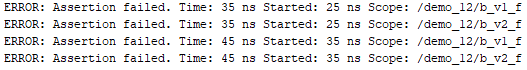 ERROR: Assertion failed. Time: 35 ns Started: 25 ns Scope: /demo_12/b_v1_f
ERROR: Assertion failed. Time: 35 ns Started: 25 ns Scope: /demo_12/b_v2_f
ERROR: Assertion failed. Time: 45 ns Started: 35 ns Scope: /demo_12/b_v1_f
ERROR: Assertion failed. Time: 45 ns Started: 35 ns Scope: /demo_12/b_v2_f